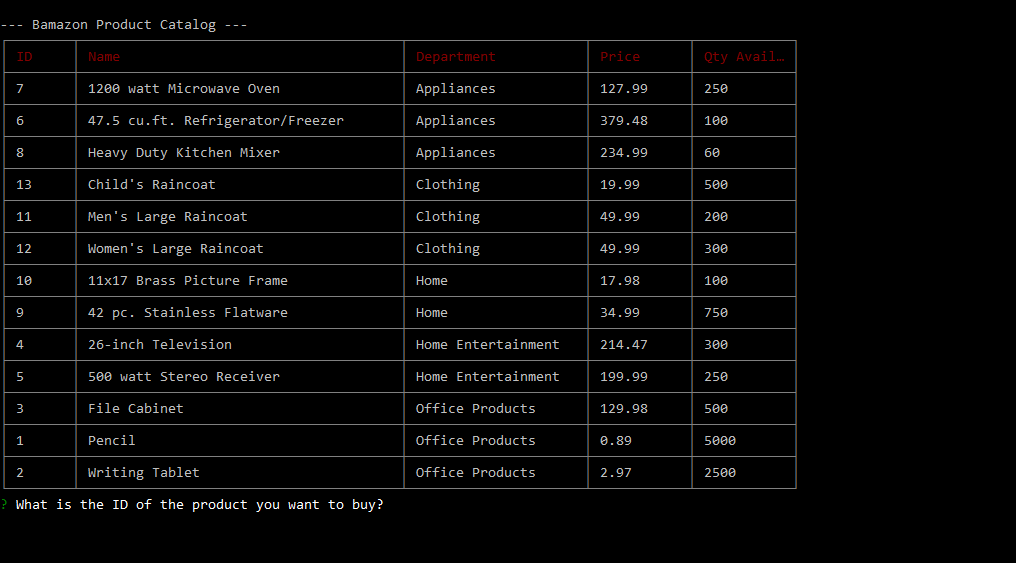 --- Bamazon Product Catalog ---
ID Name Department Price Qty Avail…
7 1200 watt Microwave Oven Appliances 127.99 250
6 47.5 cu.ft. Refrigerator/Freezer Appliances 379.48 100
8 Heavy Duty Kitchen Mixer Appliances 234.99 60
13 Child's Raincoat Clothing 19.99 500
11 Men's Large Raincoat Clothing 49.99 200
12 Women's Large Raincoat Clothing 49.99 300
10 11x17 Brass Picture Frame Home 17.98 100
9 42 pc. Stainless Flatware Home 34.99 750
4 26-inch Television Home Entertainment 214.47 300
5 500 watt Stereo Receiver Home Entertainment 199.99 250
3 File Cabinet Office Products 129.98 500
1 Pencil Office Products 0.89 5000
2 Writing Tablet Office Products 2.97 2500
? What is the ID of the product you want to buy?